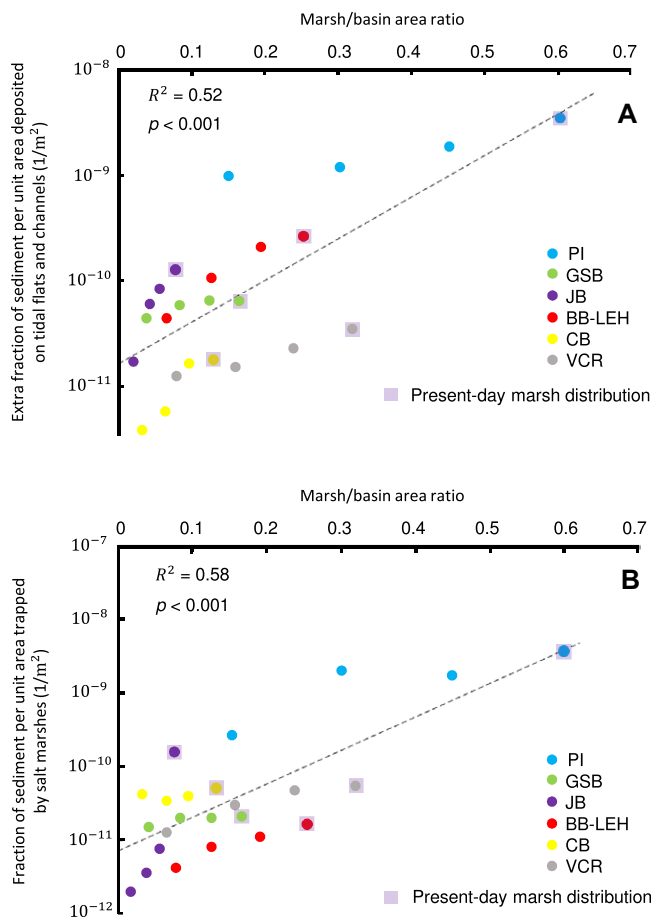 Marsh/basin area ratio
0 0.1 0.2 0.3 0.4 0.5 0.6 0.7
10⁻⁸
R² = 0.52
A
p < 0.001
10⁻⁹
10⁻¹⁰
10⁻¹¹
Extra fraction of sediment per unit area deposited
on tidal flats and channels (1/m²)
PI
GSB
JB
BB-LEH
CB
VCR
Present-day marsh distribution
Marsh/basin area ratio
0 0.1 0.2 0.3 0.4 0.5 0.6 0.7
10⁻⁷
R² = 0.58
B
p < 0.001
10⁻⁸
10⁻⁹
10⁻¹⁰
10⁻¹¹
10⁻¹²
Fraction of sediment per unit area trapped
by salt marshes (1/m²)
PI
GSB
JB
BB-LEH
CB
VCR
Present-day marsh distribution